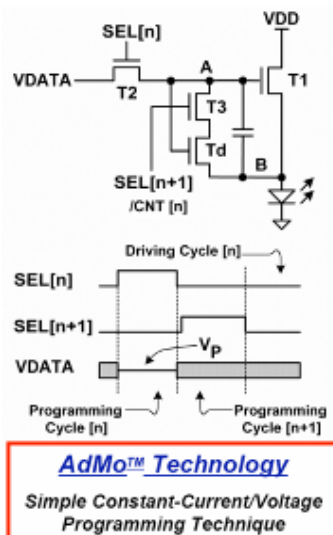 SEL[n]
VDD
VDATA
A
T1
T2
T3
Td
B
SEL[n+1]
/CNT [n]
Driving Cycle [n]
SEL[n]
SEL[n+1]
VP
VDATA
Programming
Cycle [n]
Programming
Cycle [n+1]
AdMo™ Technology
Simple Constant-Current/Voltage
Programming Technique